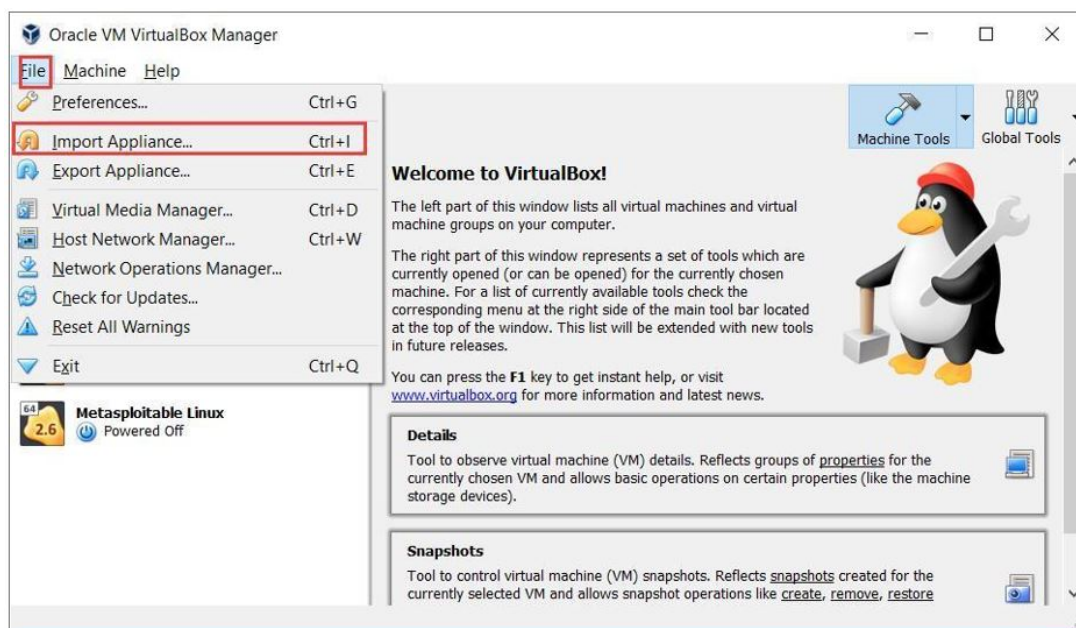 Oracle VM VirtualBox Manager
File Machine Help
Preferences... Ctrl+G
Import Appliance... Ctrl+I
Export Appliance... Ctrl+E
Virtual Media Manager... Ctrl+D
Host Network Manager... Ctrl+W
Network Operations Manager...
Check for Updates...
Reset All Warnings
Exit Ctrl+Q
64
2.6
Metasploitable Linux
Powered Off
Machine Tools
Global Tools
Welcome to VirtualBox!
The left part of this window lists all virtual machines and virtual
machine groups on your computer.
The right part of this window represents a set of tools which are
currently opened (or can be opened) for the currently chosen
machine. For a list of currently available tools check the
corresponding menu at the right side of the main tool bar located
at the top of the window. This list will be extended with new tools
in future releases.
You can press the F1 key to get instant help, or visit
www.virtualbox.org for more information and latest news.
Details
Tool to observe virtual machine (VM) details. Reflects groups of properties for the
currently chosen VM and allows basic operations on certain properties (like the machine
storage devices).
Snapshots
Tool to control virtual machine (VM) snapshots. Reflects snapshots created for the
currently selected VM and allows snapshot operations like create, remove, restore